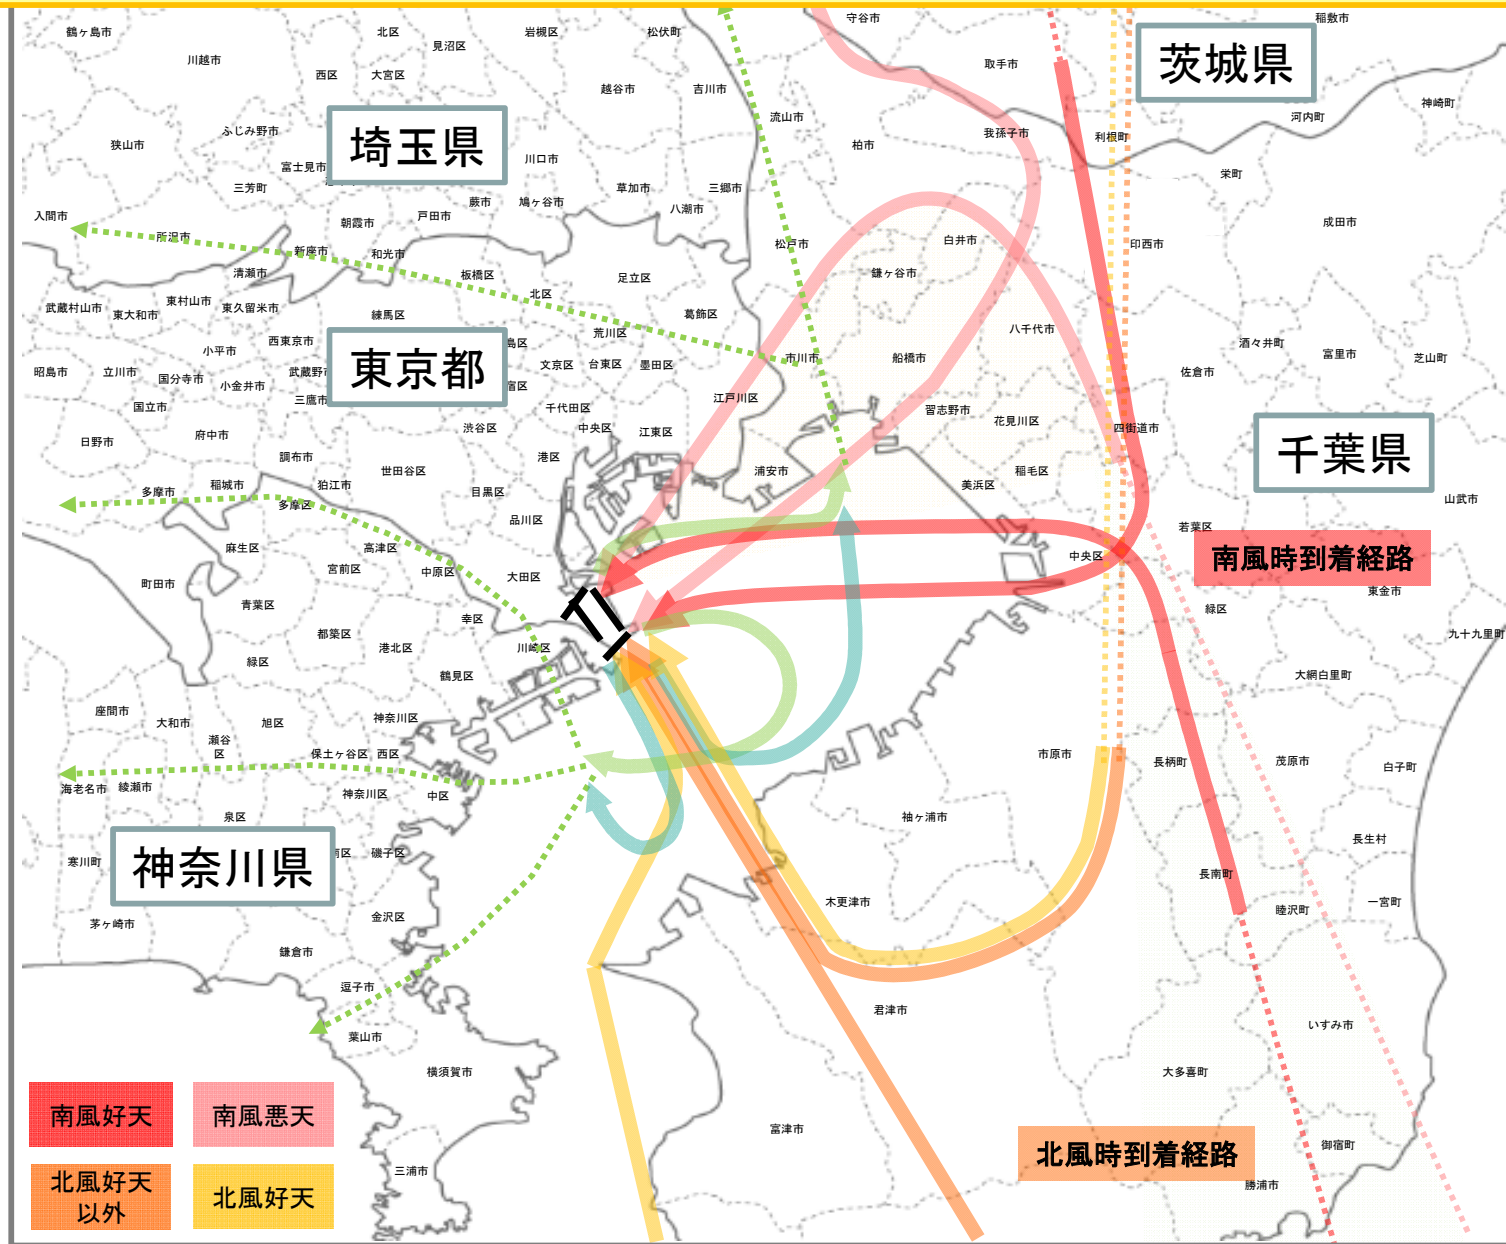 鶴ヶ島市
川越市
北区
見沼区
岩槻区
松伏町
守谷市
稲敷市
西区
大宮区
越谷市
吉川市
取手市
茨城県
神崎町
河内町
狭山市
ふじみ野市
埼玉県
流山市
柏市
我孫子市
利根町
富士見市
川口市
三芳町
草加市
三郷市
栄町
蕨市
鳩ヶ谷市
八潮市
入間市
所沢市
朝霞市
戸田市
成田市
新座市
和光市
松戸市
白井市
印西市
清瀬市
板橋区
足立区
鎌ヶ谷市
北区
武蔵村山市
東大和市
東村山市
東久留米市
練馬区
葛飾区
荒川区
八千代市
小平市
西東京市
東京都
島区
酒々井町
富里市
芝山町
昭島市
立川市
国分寺市
小金井市
武蔵野市
文京区
台東区
墨田区
市川市
船橋市
佐倉市
宿区
国立市
三鷹市
千代田区
江戸川区
習志野市
日野市
府中市
渋谷区
中央区
江東区
花見川区
四街道市
千葉県
調布市
世田谷区
港区
浦安市
稲毛区
多摩市
稲城市
狛江市
目黒区
美浜区
山武市
多摩区
品川区
若葉区
麻生区
高津区
中央区
南風時到着経路
町田市
宮前区
中原区
大田区
東金市
青葉区
幸区
緑区
都築区
港北区
川崎区
九十九里町
緑区
鶴見区
大網白里町
座間市
大和市
旭区
神奈川区
瀬谷
区
保土ヶ谷区
西区
市原市
長柄町
茂原市
白子町
海老名市
綾瀬市
神奈川区
中区
泉区
袖ヶ浦市
長生村
神奈川県
寒川町
南区
磯子区
長南町
木更津市
睦沢町
一宮町
茅ヶ崎市
金沢区
鎌倉市
逗子市
君津市
いすみ市
葉山市
横須賀市
大多喜町
南風好天
南風悪天
富津市
北風時到着経路
御宿町
三浦市
勝浦市
北風好天
以外
北風好天